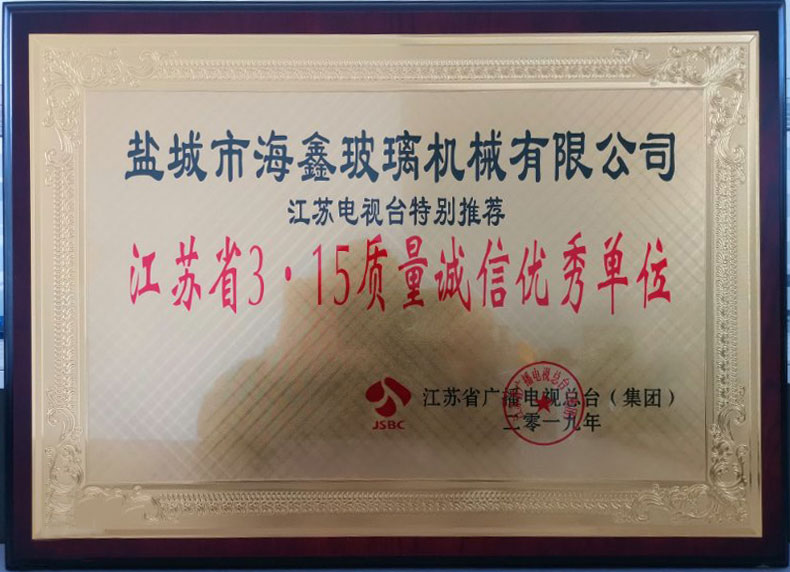 盐城市海鑫玻璃机械有限公司
江苏电视台特别推荐
江苏省3·15质量诚信优秀单位
JSBC
江苏省广播电视总台（集团）
二零一九年